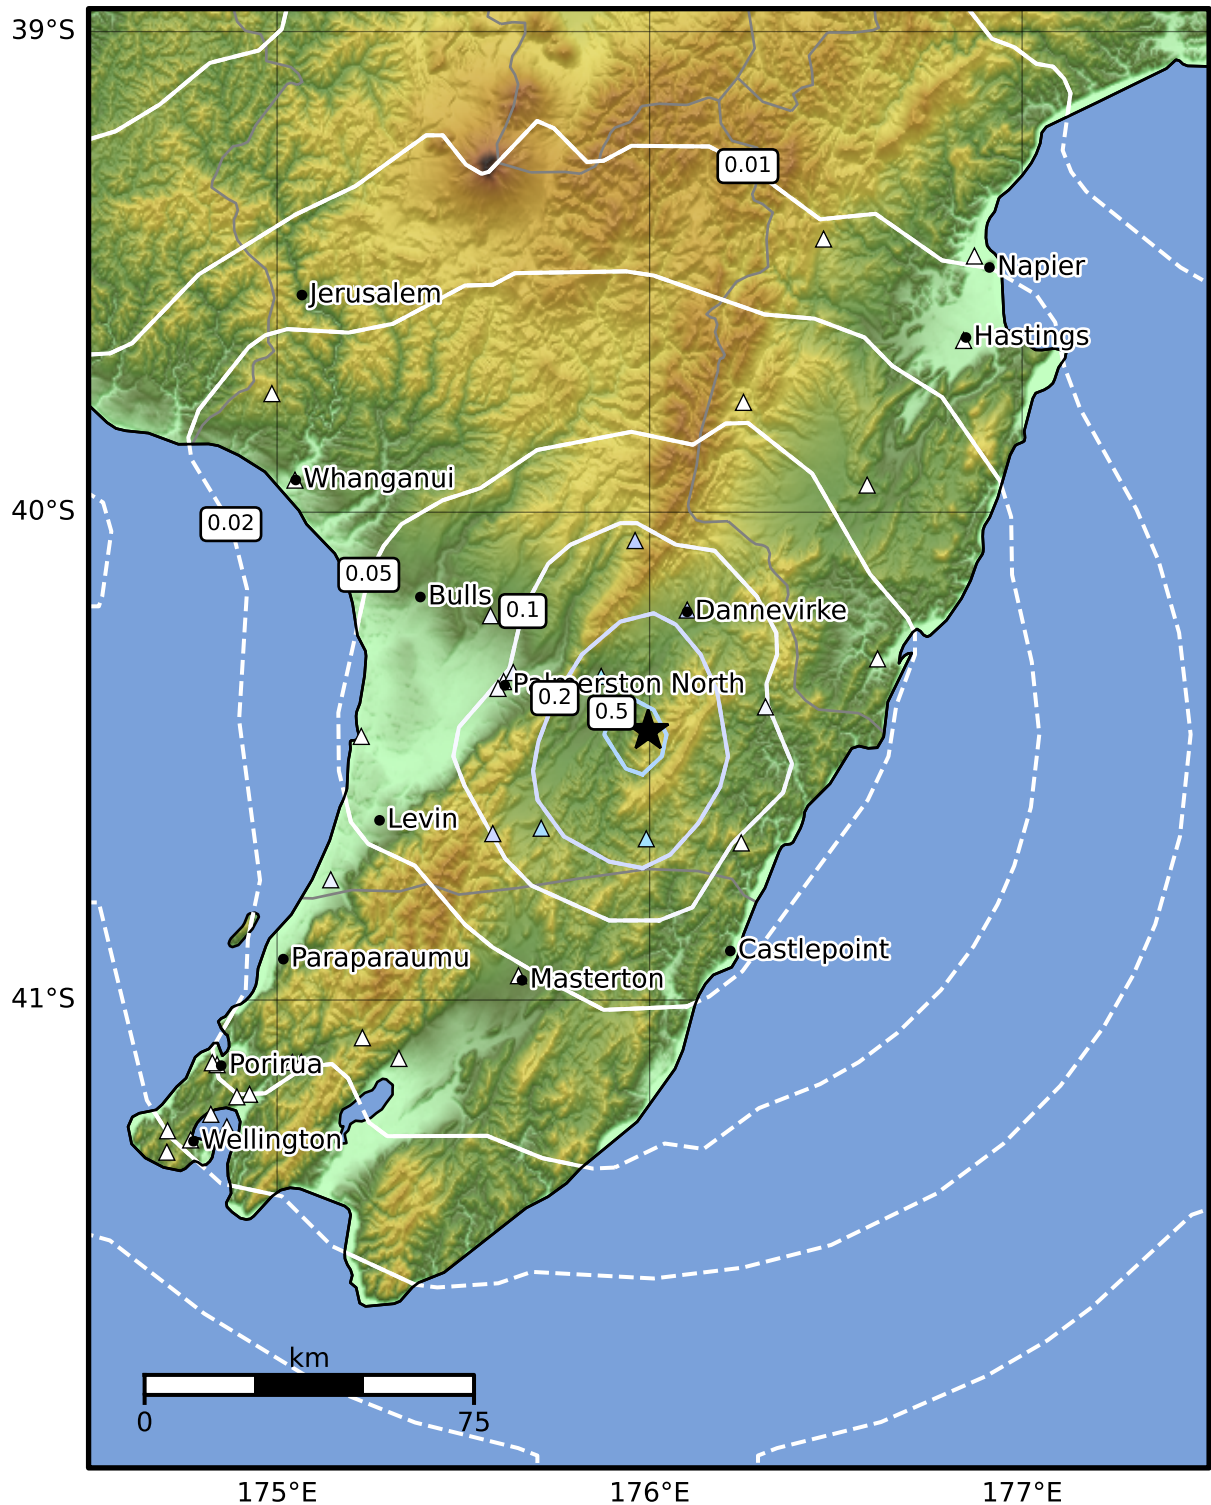 39°S
0.01
Napier
Jerusalem
Hastings
Whanganui
40°S
0.02
0.05
Bulls
0.1
Dannevirke
Palmerston North
0.2
0.5
Levin
Castlepoint
Paraparaumu
Masterton
41°S
Porirua
Wellington
km
0 75
175°E 176°E 177°E